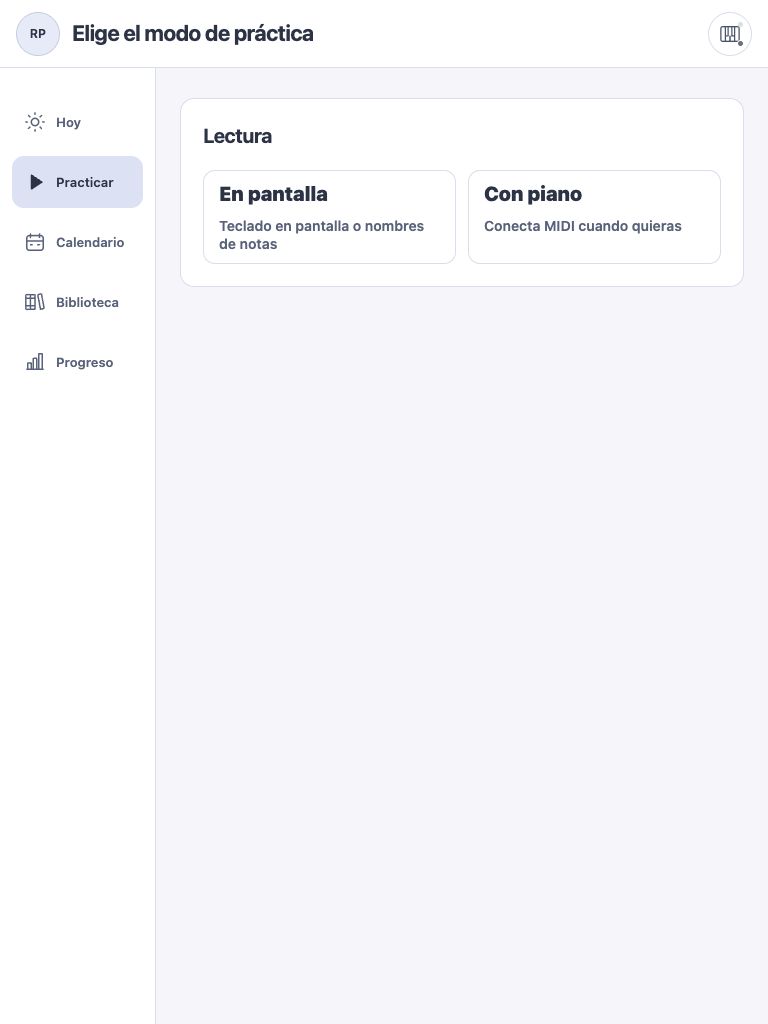 RP
Elige el modo de práctica
Hoy
Practicar
Calendario
Biblioteca
Progreso
Lectura
En pantalla
Teclado en pantalla o nombres
de notas
Con piano
Conecta MIDI cuando quieras